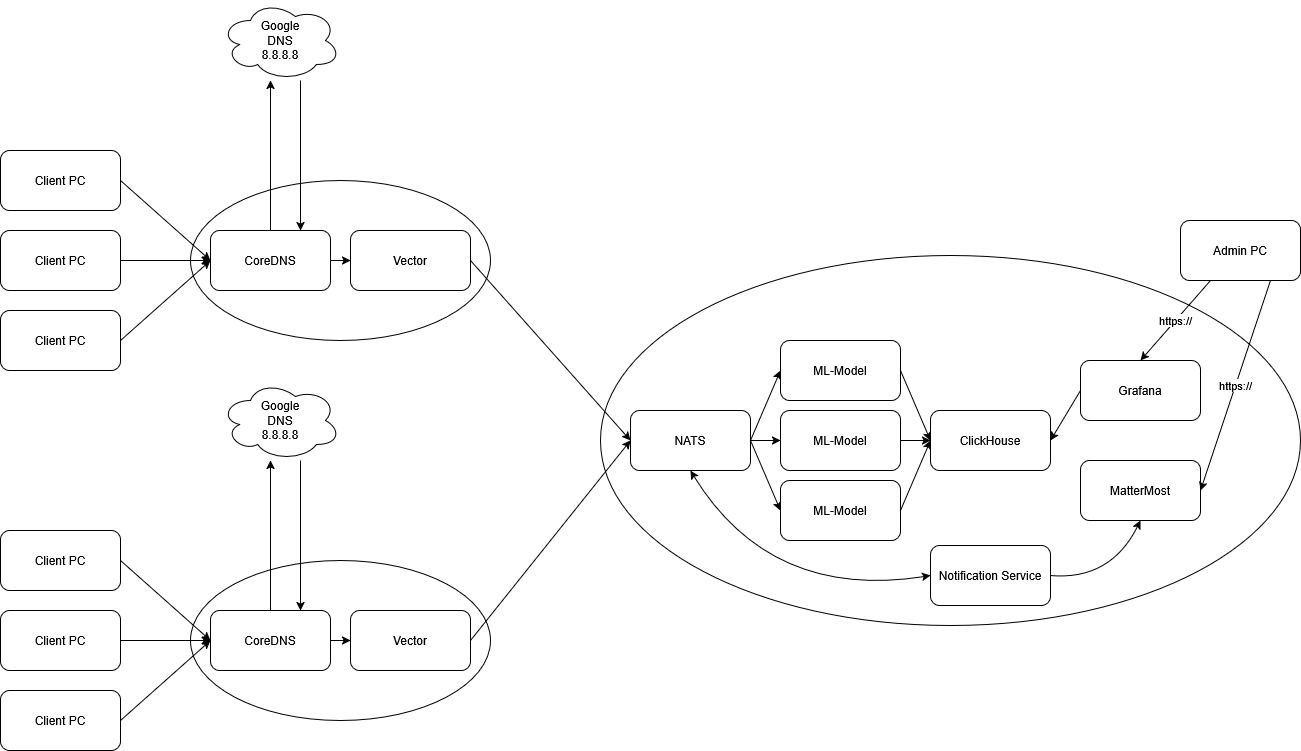 Google
DNS
8.8.8.8
Client PC
Client PC
Client PC
CoreDNS
Vector
Google
DNS
8.8.8.8
Client PC
Client PC
Client PC
CoreDNS
Vector
NATS
ML-Model
ML-Model
ML-Model
ClickHouse
Admin PC
https://
https://
Grafana
MatterMost
Notification Service